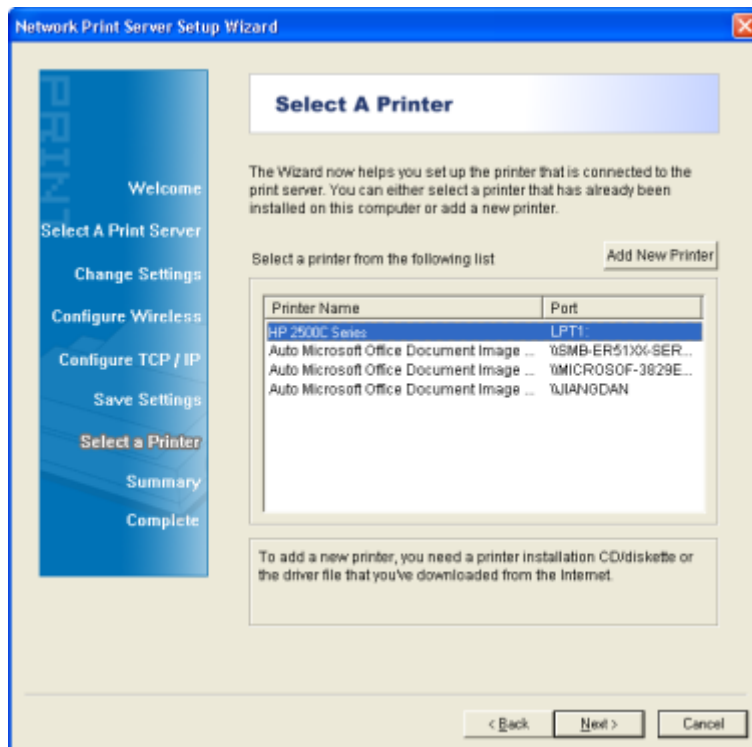 Network Print Server Setup Wizard
PRINT
Welcome
Select A Print Server
Change Settings
Configure Wireless
Configure TCP / IP
Save Settings
Select a Printer
Summary
Complete
Select A Printer
The Wizard now helps you set up the printer that is connected to the
print server. You can either select a printer that has already been
installed on this computer or add a new printer.
Select a printer from the following list
Add New Printer
Printer Name Port
HP 2500C Series LPT1:
Auto Microsoft Office Document Image ... \\SMB-ER51XX-SER...
Auto Microsoft Office Document Image ... \\MICROSOF-3829E...
Auto Microsoft Office Document Image ... \\JIANGDAN
To add a new printer, you need a printer installation CD/diskette or
the driver file that you've downloaded from the Internet.
< Back Next > Cancel